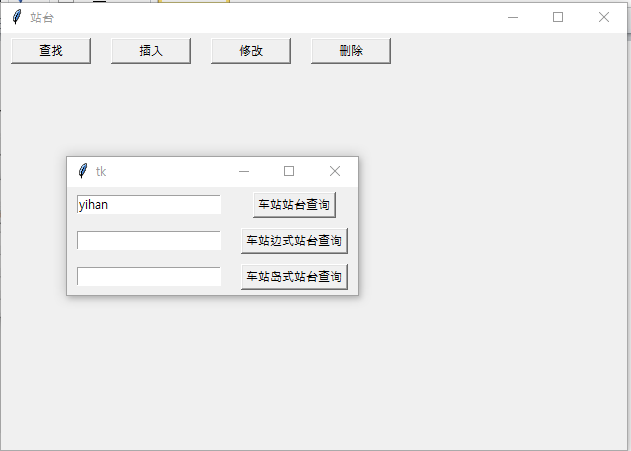 站台
查找 插入 修改 刪除
tk
yihan 车站站台查询
车站边式站台查询
车站岛式站台查询